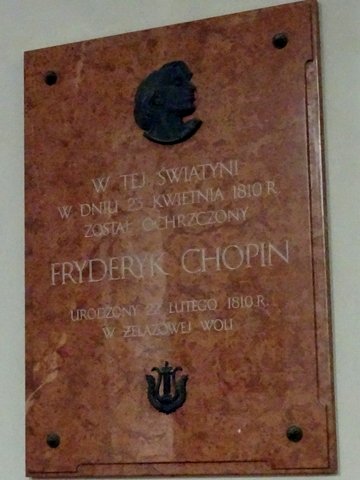 W TEJ ŚWIĄTYNI
W DNIU 23 KWIETNIA 1810 R.
ZOSTAŁ OCHRZCZONY
FRYDERYK CHOPIN
URODZONY 22 LUTEGO 1810 R.
W ŻELAZOWEJ WOLI